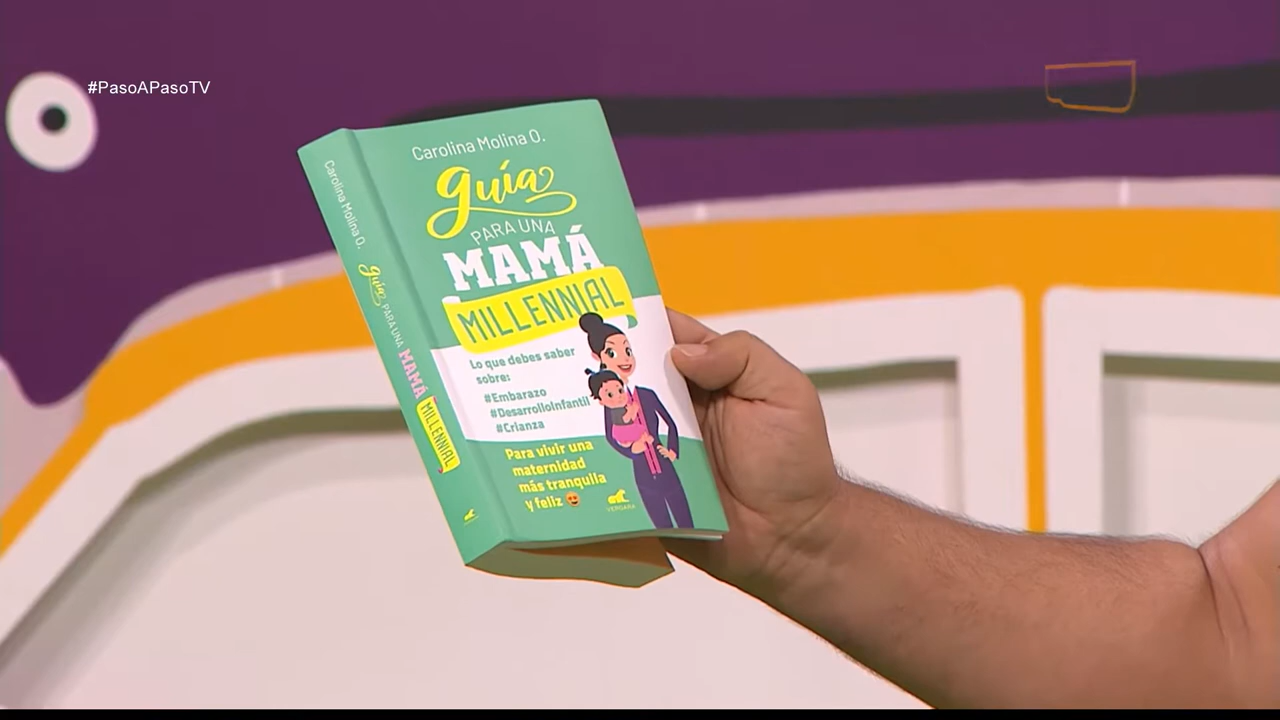 #PasoAPasoTV
Carolina Molina O.
guía
PARA UNA
MAMÁ
MILLENNIAL
Lo que debes saber
sobre:
#Embarazo
#DesarrolloInfantil
#Crianza
Para vivir una
maternidad
más tranquila
y feliz
VERGARA
Carolina Molina O.
guía
PARA UNA
MAMÁ
MILLENNIAL